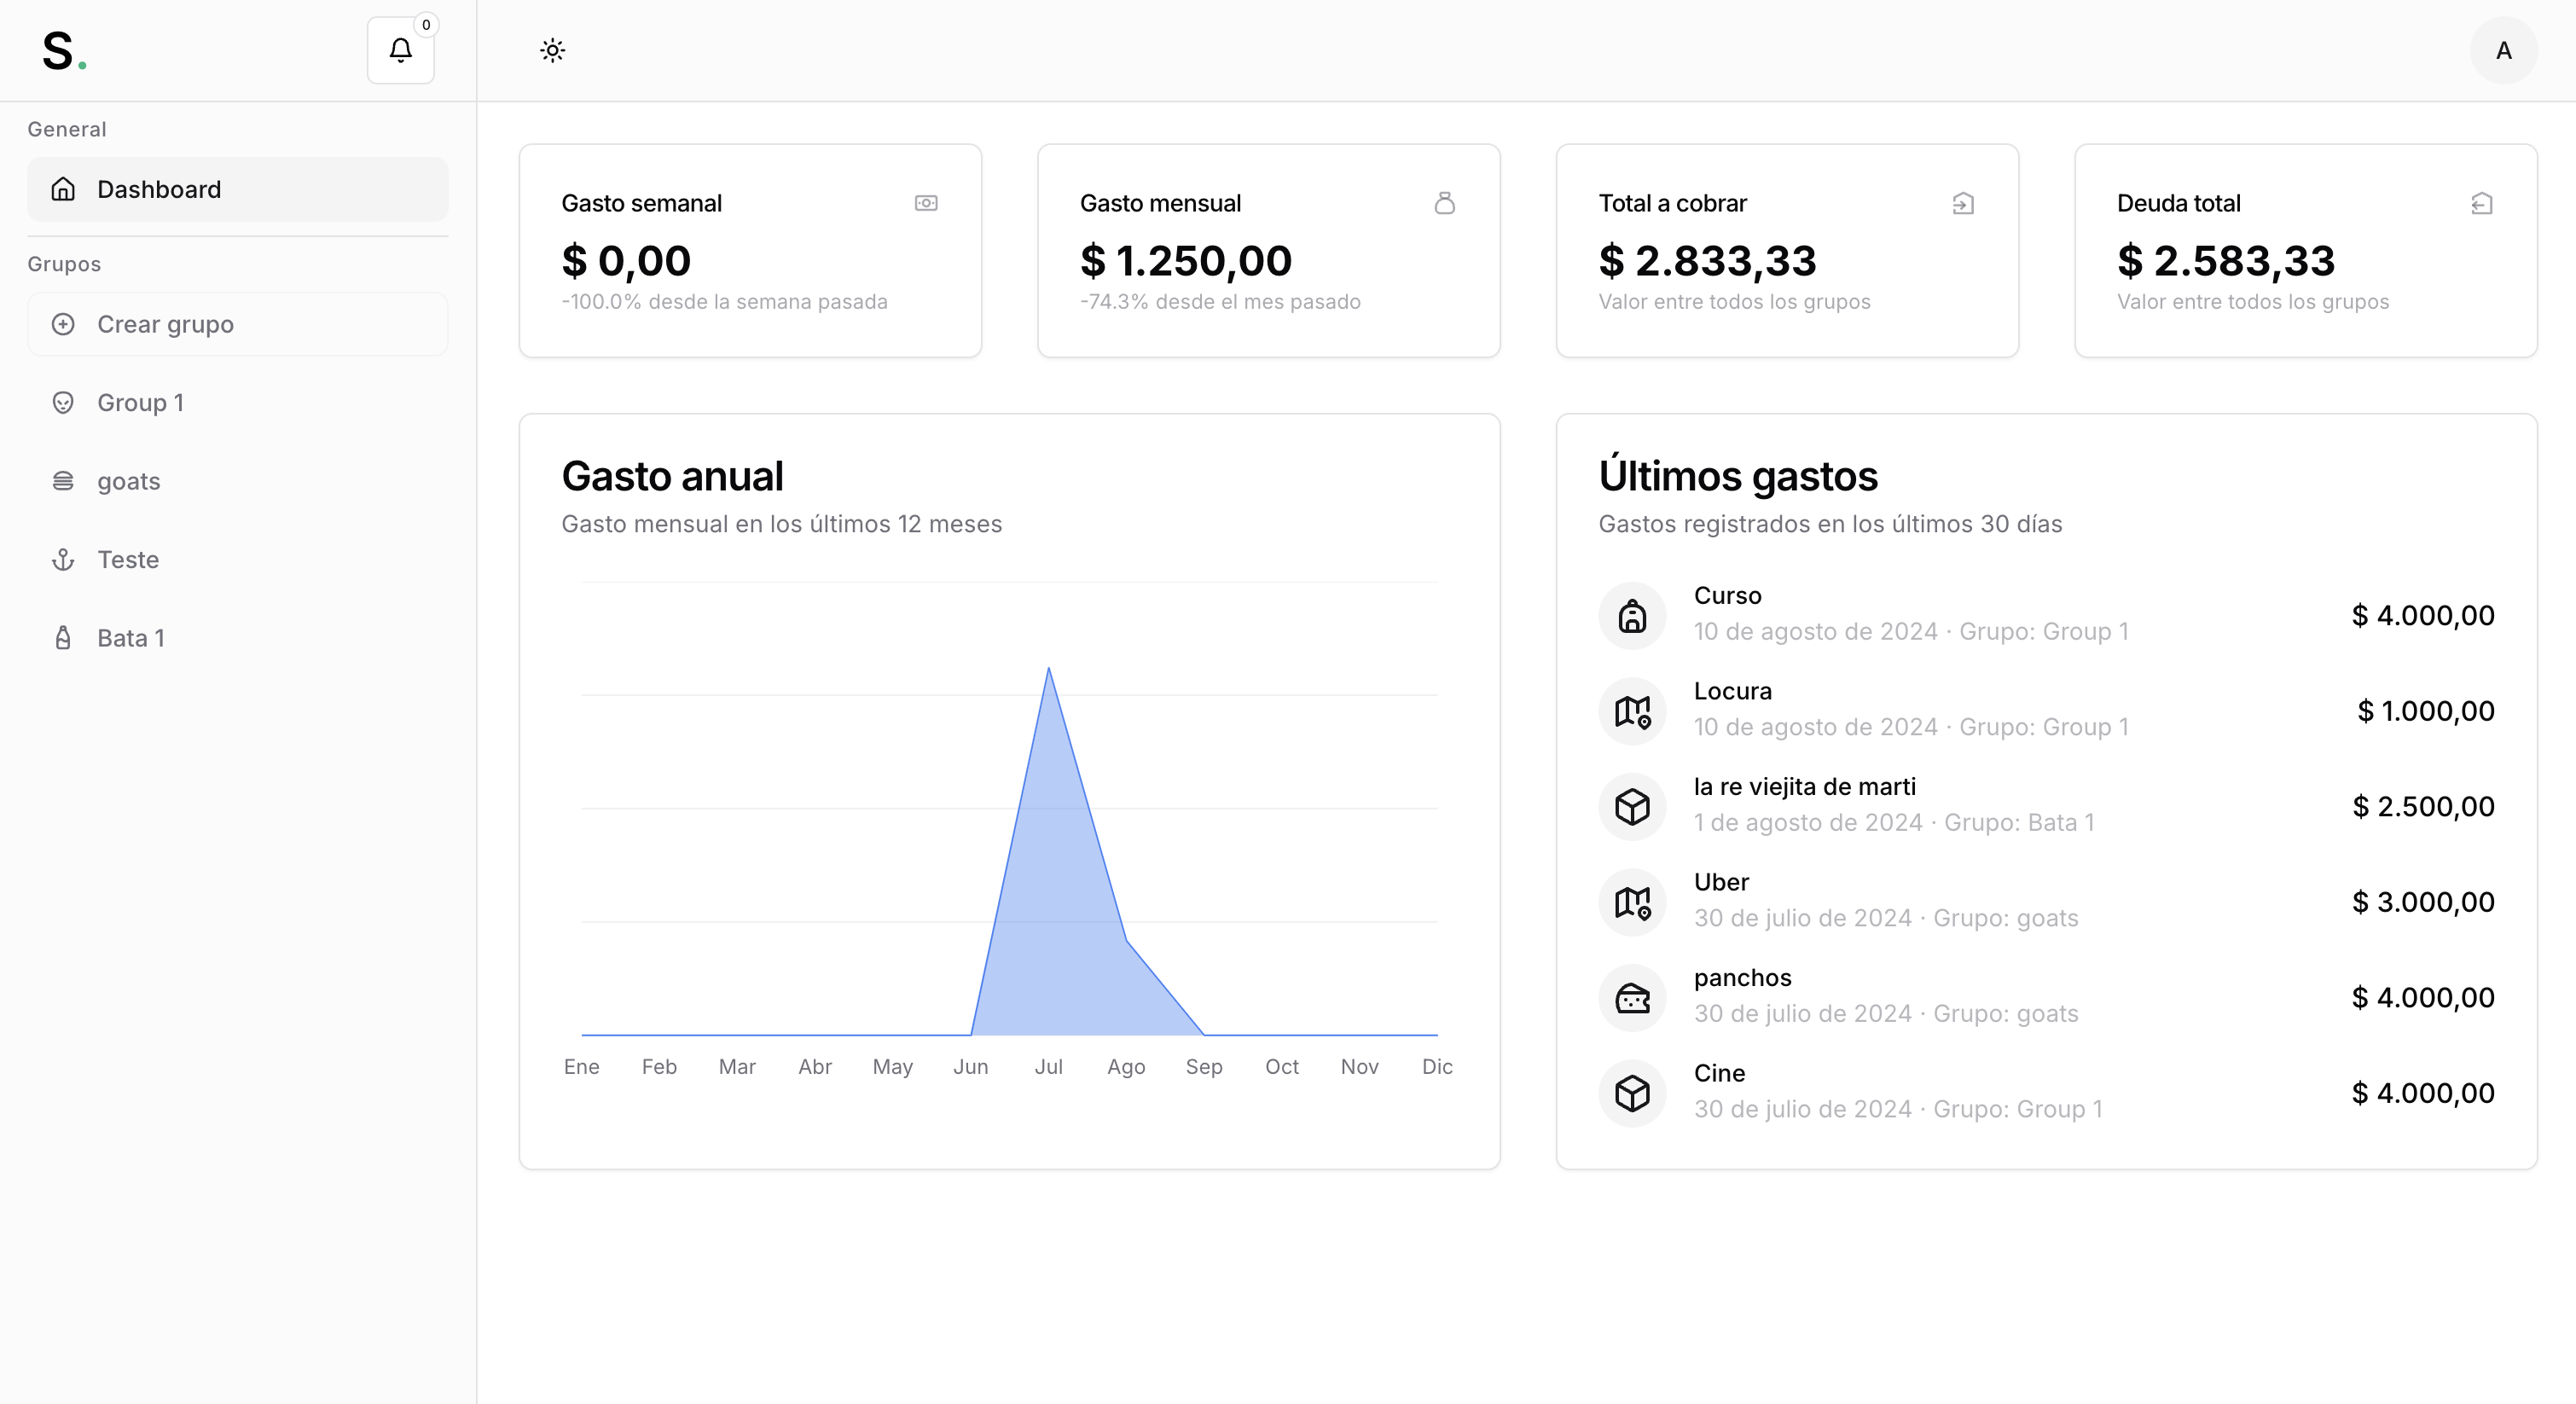 S.
0
A
General
Dashboard
Grupos
Crear grupo
Group 1
goats
Teste
Bata 1
Gasto semanal
$ 0,00
-100.0% desde la semana pasada
Gasto mensual
$ 1.250,00
-74.3% desde el mes pasado
Total a cobrar
$ 2.833,33
Valor entre todos los grupos
Deuda total
$ 2.583,33
Valor entre todos los grupos
Gasto anual
Gasto mensual en los últimos 12 meses
Ene Feb Mar Abr May Jun Jul Ago Sep Oct Nov Dic
Últimos gastos
Gastos registrados en los últimos 30 días
Curso
10 de agosto de 2024 · Grupo: Group 1
$ 4.000,00
Locura
10 de agosto de 2024 · Grupo: Group 1
$ 1.000,00
la re viejita de marti
1 de agosto de 2024 · Grupo: Bata 1
$ 2.500,00
Uber
30 de julio de 2024 · Grupo: goats
$ 3.000,00
panchos
30 de julio de 2024 · Grupo: goats
$ 4.000,00
Cine
30 de julio de 2024 · Grupo: Group 1
$ 4.000,00